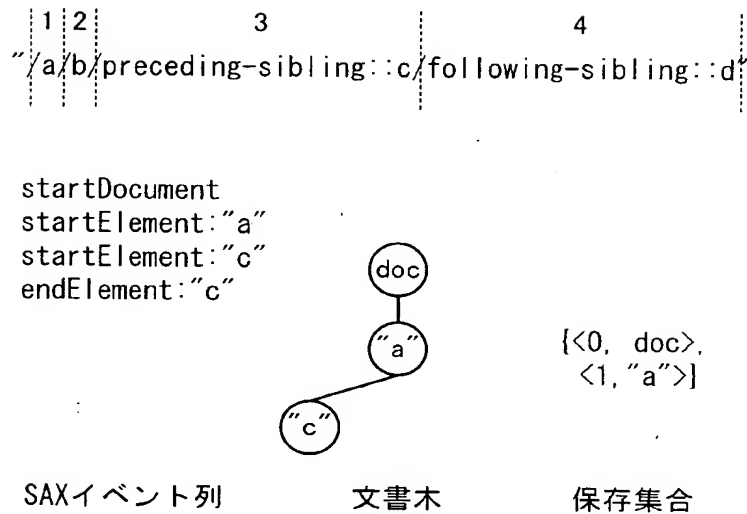 1 2 3 4
"/a/b/preceding-sibling::c/following-sibling::d"
startDocument
startElement:"a"
startElement:"c"
endElement:"c"
doc
"a"
"c"
{<0, doc>,
<1,"a">}
SAXイベント列 文書木 保存集合